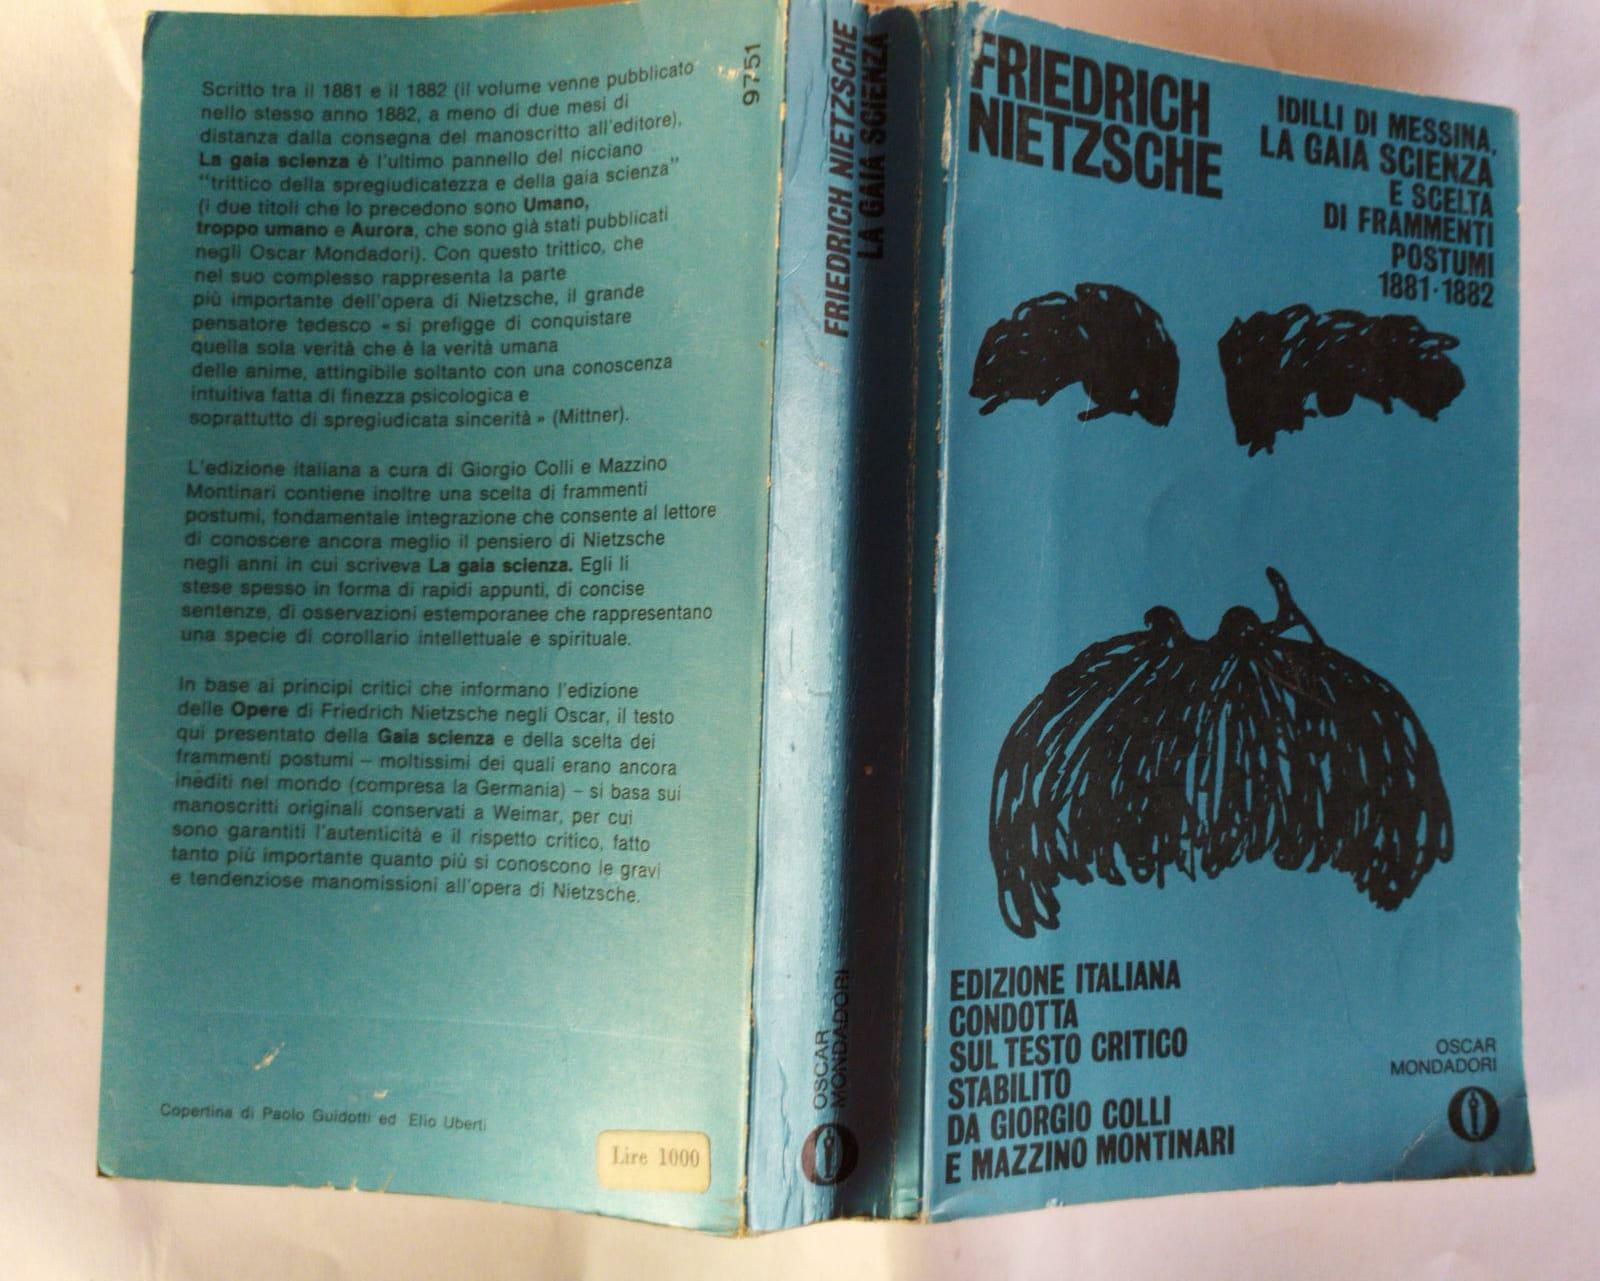 Scritto tra il 1881 e il 1882 (il volume venne pubblicato
nello stesso anno 1882, a meno di due mesi di
distanza dalla consegna del manoscritto all'editore),
La gaia scienza è l'ultimo pannello del nicciano
"trittico della spregiudicatezza e della gaia scienza"
(i due titoli che lo precedono sono Umano,
troppo umano e Aurora, che sono già stati pubblicati
negli Oscar Mondadori). Con questo trittico, che
nel suo complesso rappresenta la parte
più importante dell'opera di Nietzsche, il grande
pensatore tedesco « si prefigge di conquistare
quella sola verità che è la verità umana
delle anime, attingibile soltanto con una conoscenza
intuitiva fatta di finezza psicologica e
soprattutto di spregiudicata sincerità » (Mittner).
L'edizione italiana a cura di Giorgio Colli e Mazzino
Montinari contiene inoltre una scelta di frammenti
postumi, fondamentale integrazione che consente al lettore
di conoscere ancora meglio il pensiero di Nietzsche
negli anni in cui scriveva La gaia scienza. Egli li
stese spesso in forma di rapidi appunti, di concise
sentenze, di osservazioni estemporanee che rappresentano
una specie di corollario intellettuale e spirituale.
In base ai principi critici che informano l'edizione
delle Opere di Friedrich Nietzsche negli Oscar, il testo
qui presentato della Gaia scienza e della scelta dei
frammenti postumi – moltissimi dei quali erano ancora
inediti nel mondo (compresa la Germania) – si basa sui
manoscritti originali conservati a Weimar, per cui
sono garantiti l'autenticità e il rispetto critico, fatto
tanto più importante quanto più si conoscono le gravi
e tendenziose manomissioni all'opera di Nietzsche.
Copertina di Paolo Guidotti ed Elio Uberti
Lire 1000
9751
FRIEDRICH NIETZSCHE
LA GAIA SCIENZA
OSCAR
MONDADORI
FRIEDRICH
NIETZSCHE
IDILLI DI MESSINA,
LA GAIA SCIENZA
E SCELTA
DI FRAMMENTI
POSTUMI
1881·1882
EDIZIONE ITALIANA
CONDOTTA
SUL TESTO CRITICO
STABILITO
DA GIORGIO COLLI
E MAZZINO MONTINARI
OSCAR
MONDADORI